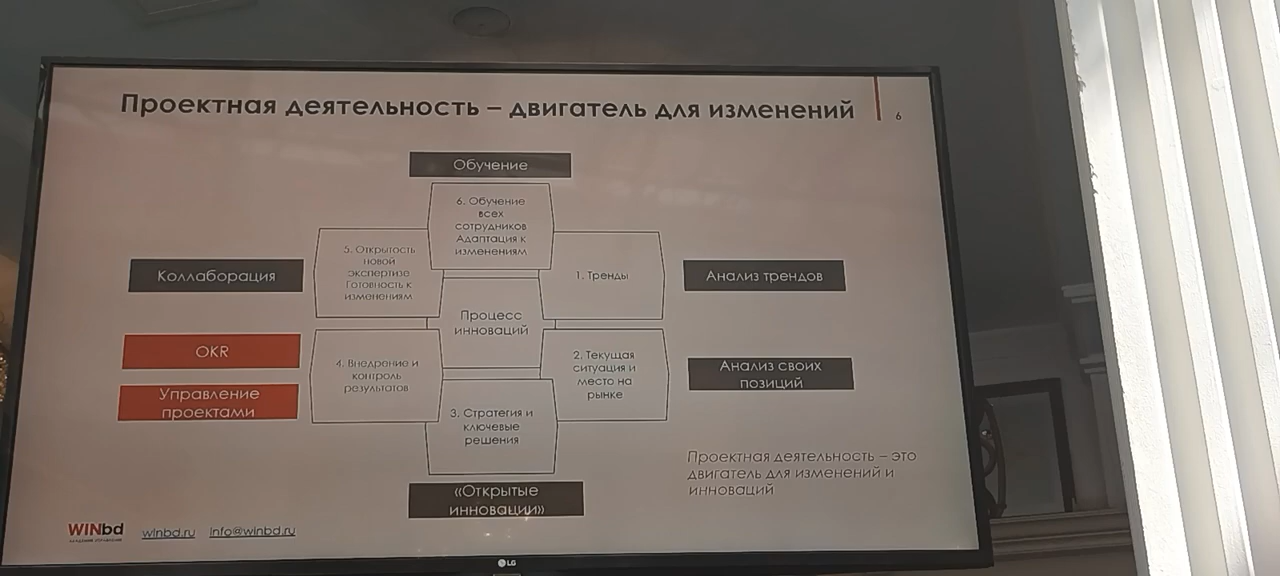 Проектная деятельность – двигатель для изменений
6
Обучение
6. Обучение
всех
сотрудников
Адаптация к
изменениям
5. Открытость
новой
экспертизе
Готовность к
изменениям
1. Тренды
Коллаборация
Анализ трендов
Процесс
инноваций
OKR
Управление
проектами
4. Внедрение и
контроль
результатов
2. Текущая
ситуация и
место на
рынке
Анализ своих
позиций
3. Стратегия и
ключевые
решения
«Открытые
инновации»
Проектная деятельность – это
двигатель для изменений и
инноваций
WINbd
winbd.ru
info@winbd.ru
LG